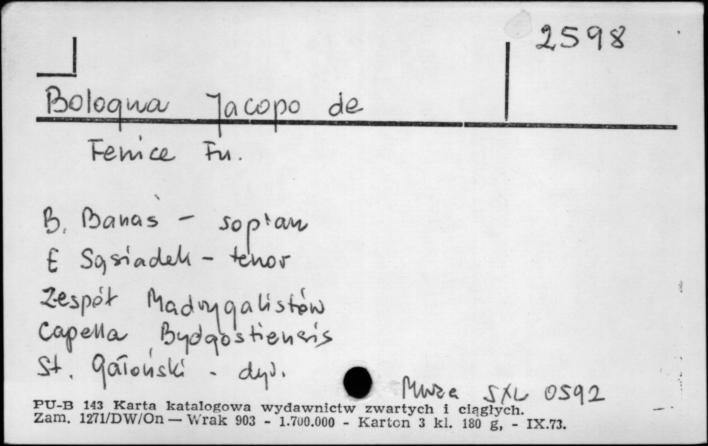 2598
Bologna Jacopo de
Fenice Fu.
B. Banaś - sopran
E Sąsiadek - tenor
Zespół Madrygalistów
Capella Bydgostiensis
St. Gałoński - dyr.
Muza SXL 0592
PU-B 143 Karta katalogowa wydawnictw zwartych i ciągłych.
Zam. 1271/DW/On — Wrak 903 - 1.700.000 - Karton 3 kl. 180 g, - IX.73.